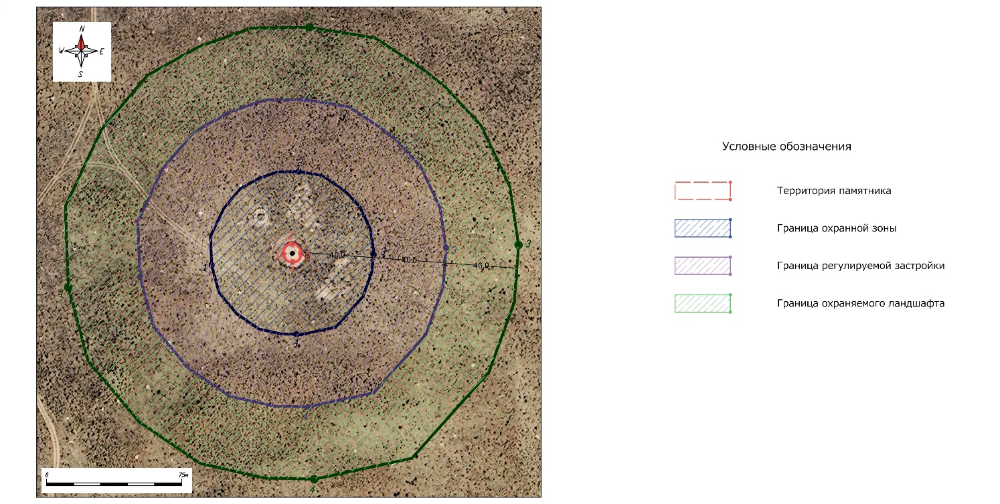 N
W E
S
2
2
2
3
3
3
40.0 40.0 40.0
1
1
4
4
4
0 75м
Условные обозначения
Территория памятника
Граница охранной зоны
Граница регулируемой застройки
Граница охраняемого ландшафта